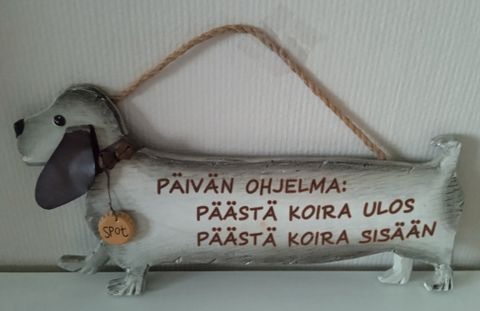 PÄIVÄN OHJELMA:
PÄÄSTÄ KOIRA ULOS
PÄÄSTÄ KOIRA SISÄÄN
SPOT